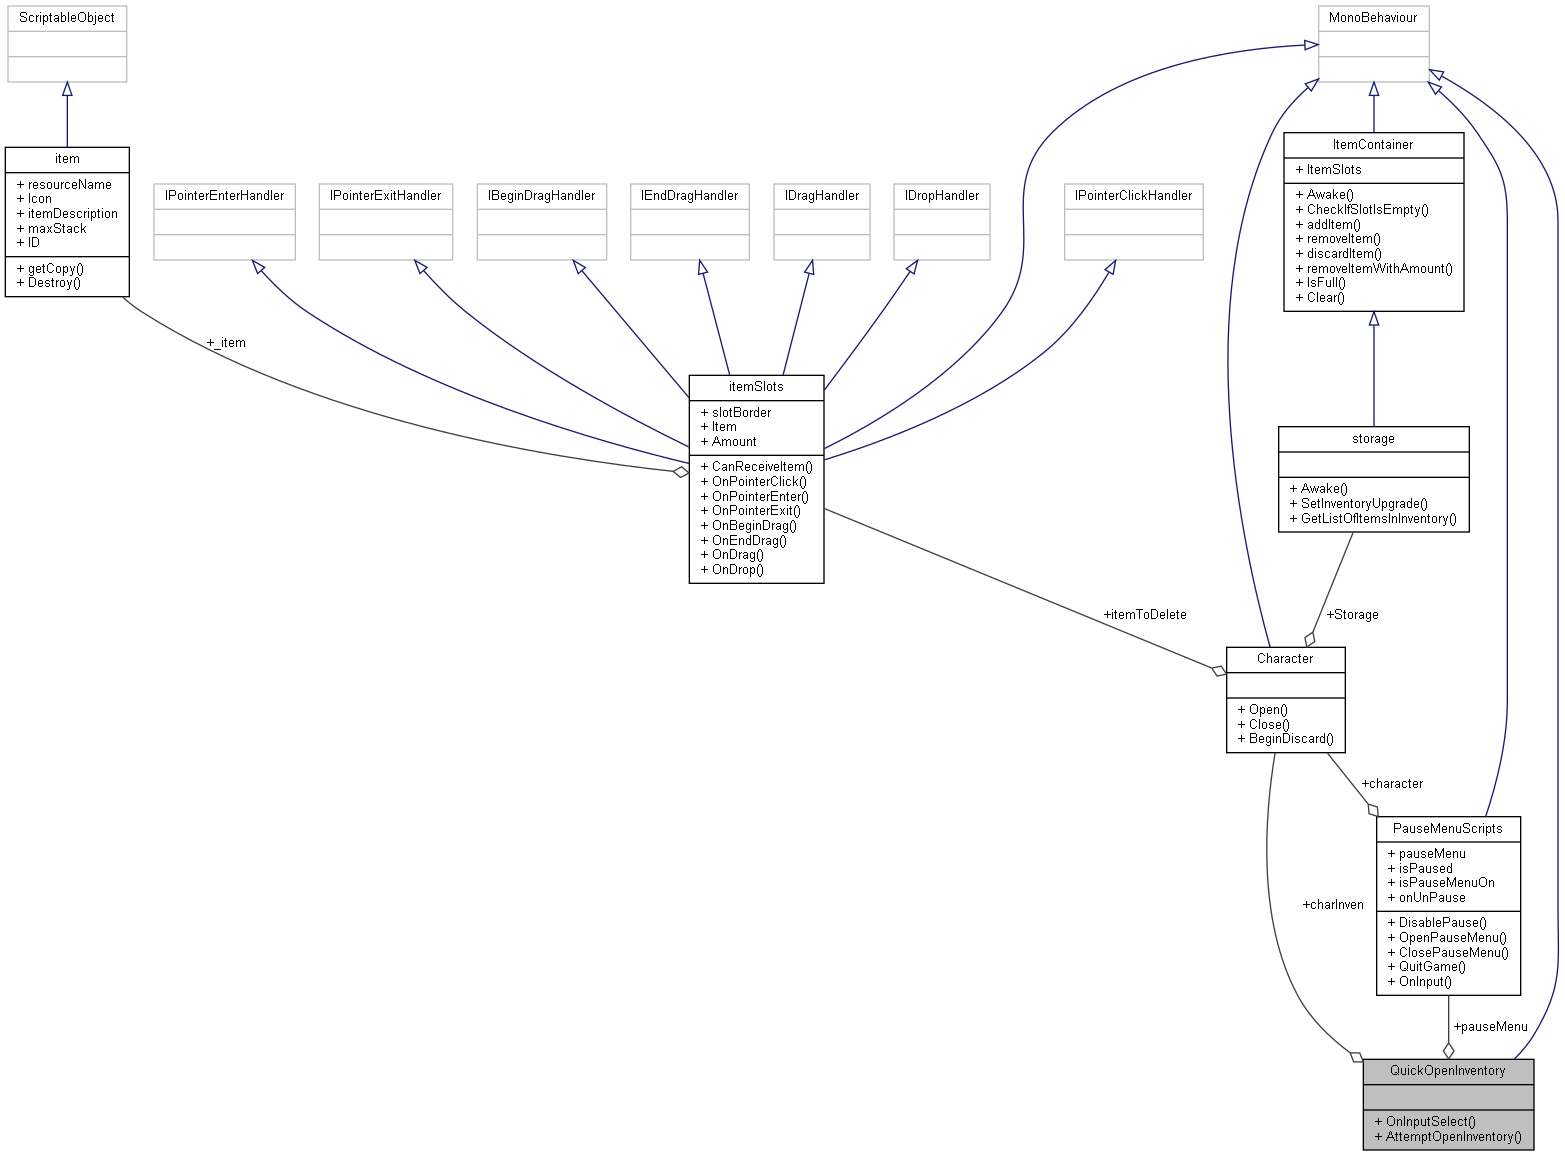 ScriptableObject
MonoBehaviour
item
+ resourceName
+ Icon
+ itemDescription
+ maxStack
+ ID
+ getCopy()
+ Destroy()
IPointerEnterHandler
IPointerExitHandler
IBeginDragHandler
IEndDragHandler
IDragHandler
IDropHandler
IPointerClickHandler
ItemContainer
+ ItemSlots
+ Awake()
+ CheckIfSlotIsEmpty()
+ addItem()
+ removeItem()
+ discardItem()
+ removeItemWithAmount()
+ IsFull()
+ Clear()
+_item
itemSlots
+ slotBorder
+ Item
+ Amount
+ CanReceiveItem()
+ OnPointerClick()
+ OnPointerEnter()
+ OnPointerExit()
+ OnBeginDrag()
+ OnEndDrag()
+ OnDrag()
+ OnDrop()
storage
+ Awake()
+ SetInventoryUpgrade()
+ GetListOfItemsInInventory()
+itemToDelete
+Storage
Character
+ Open()
+ Close()
+ BeginDiscard()
+character
PauseMenuScripts
+ pauseMenu
+ isPaused
+ isPauseMenuOn
+ onUnPause
+ DisablePause()
+ OpenPauseMenu()
+ ClosePauseMenu()
+ QuitGame()
+ OnInput()
+charInven
+pauseMenu
QuickOpenInventory
+ OnInputSelect()
+ AttemptOpenInventory()